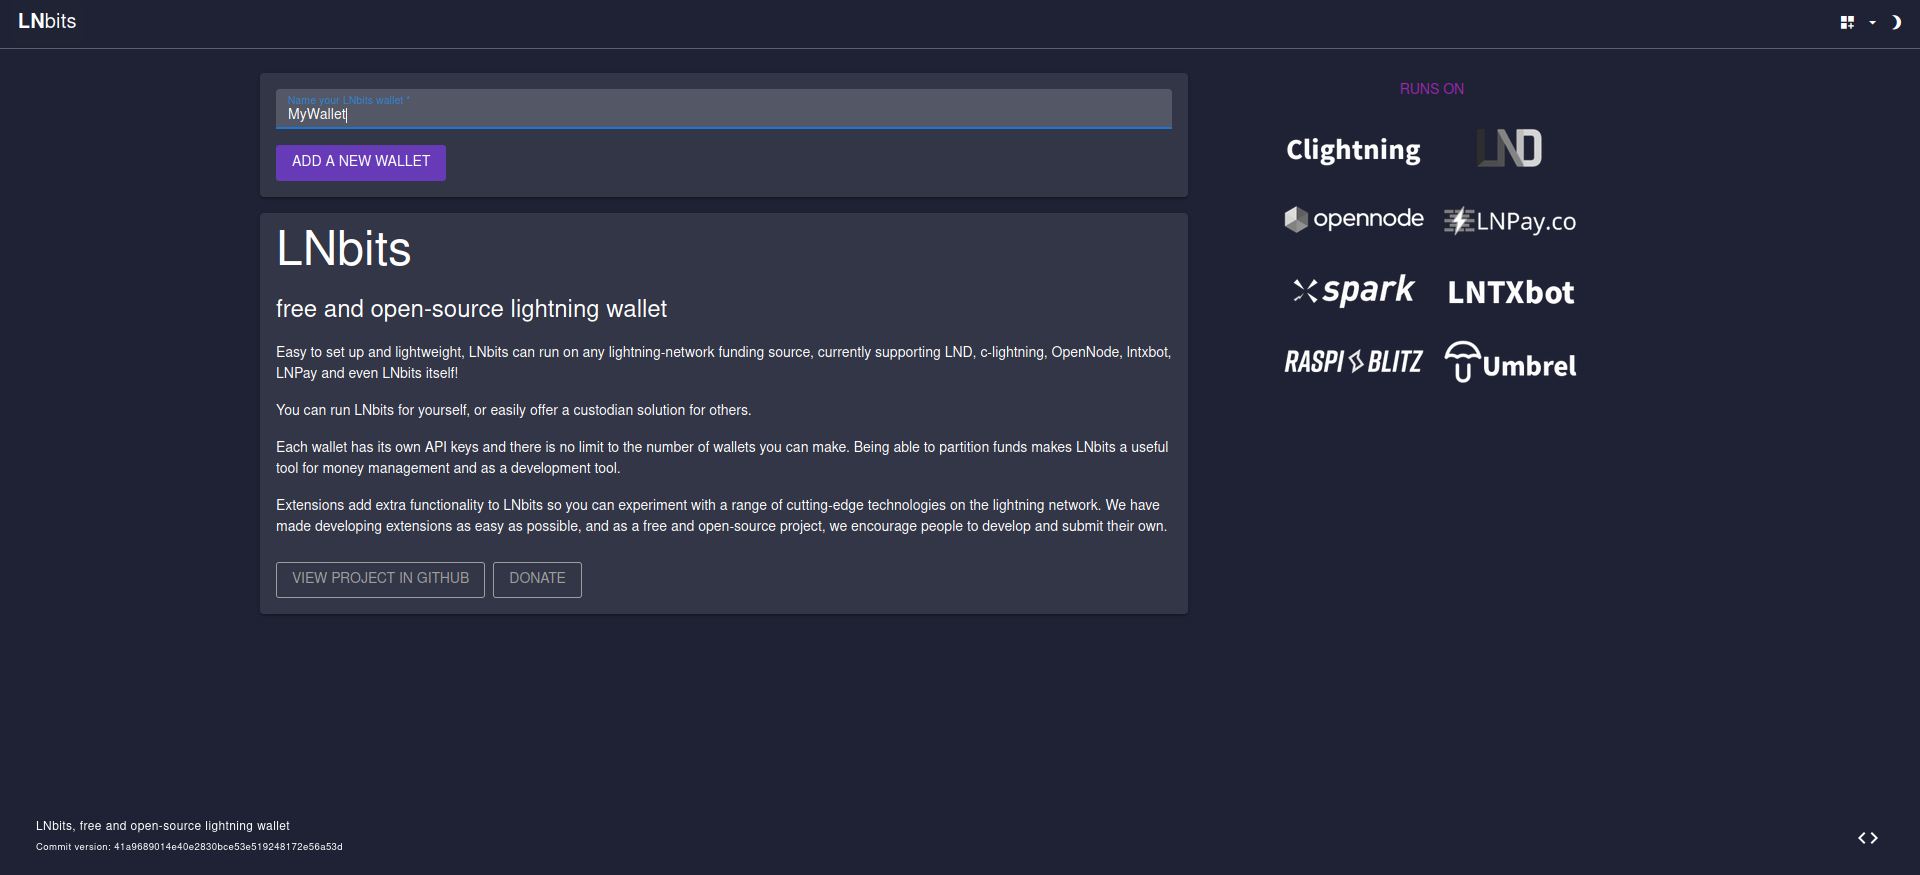 LNbits
Name your LNbits wallet *
MyWallet
ADD A NEW WALLET
LNbits
free and open-source lightning wallet
Easy to set up and lightweight, LNbits can run on any lightning-network funding source, currently supporting LND, c-lightning, OpenNode, lntxbot,
LNPay and even LNbits itself!
You can run LNbits for yourself, or easily offer a custodian solution for others.
Each wallet has its own API keys and there is no limit to the number of wallets you can make. Being able to partition funds makes LNbits a useful
tool for money management and as a development tool.
Extensions add extra functionality to LNbits so you can experiment with a range of cutting-edge technologies on the lightning network. We have
made developing extensions as easy as possible, and as a free and open-source project, we encourage people to develop and submit their own.
VIEW PROJECT IN GITHUB
DONATE
RUNS ON
Clightning
LND
opennode
LNPay.co
spark
LNTXbot
RASPI BLITZ
Umbrel
LNbits, free and open-source lightning wallet
Commit version: 41a9689014e40e2830bce53e519248172e56a53d